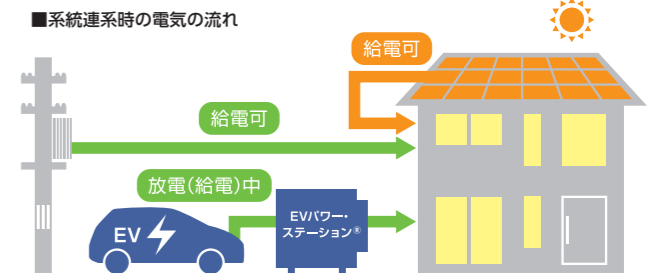 ■系統連系時の電気の流れ
給電可
給電可
放電(給電)中
EV
EVパワー・
ステーション®